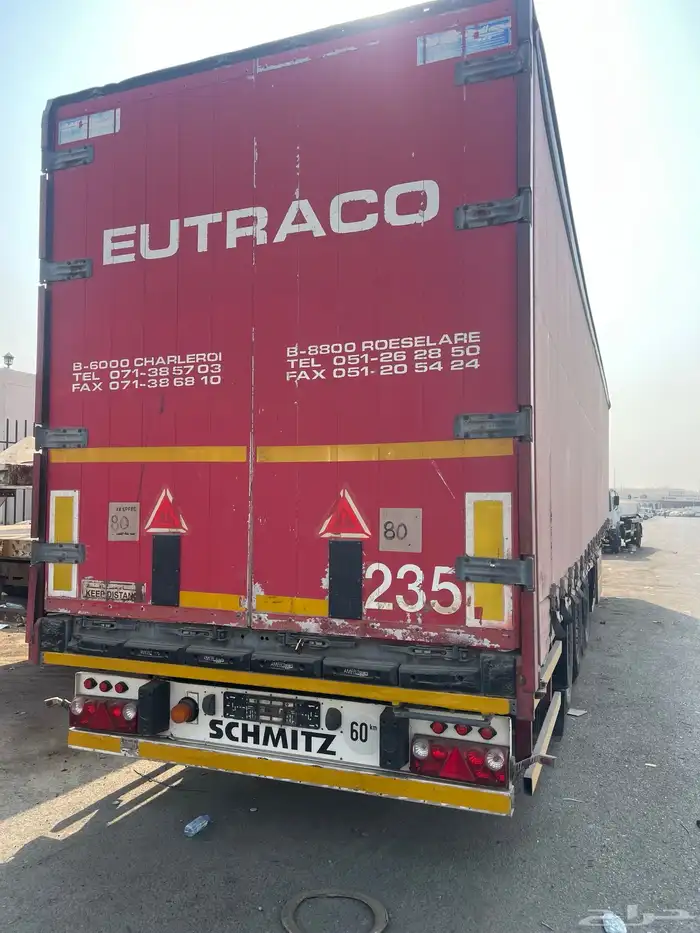 EUTRACO
B-6000 CHARLEROI
TEL 071-38 57 03
FAX 071-38 68 10
B-8800 ROESELARE
TEL 051-26 28 50
FAX 051-20 54 24
80
80
235
KEEP DISTANCE
SCHMITZ
60 km
حراج